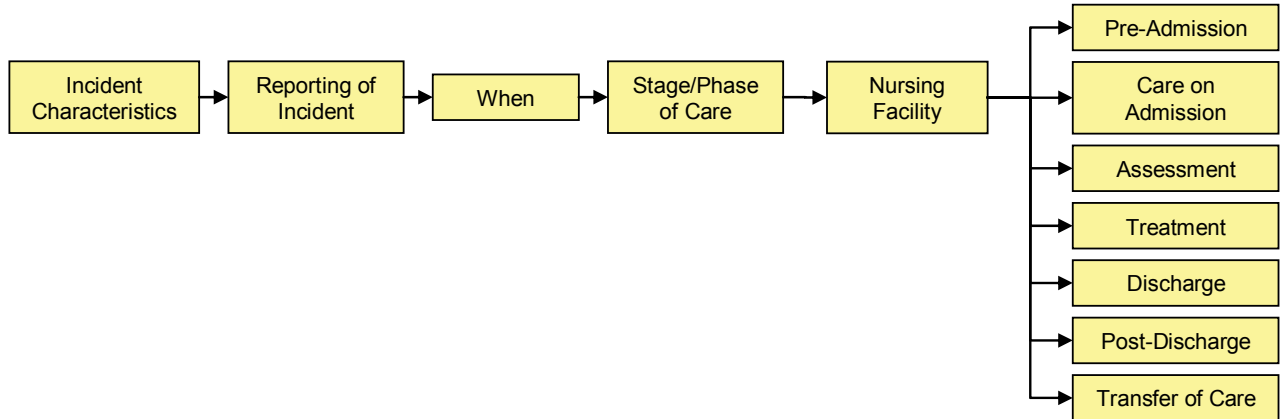 Incident
Characteristics
Reporting of
Incident
When
Stage/Phase
of Care
Nursing
Facility
Pre-Admission
Care on
Admission
Assessment
Treatment
Discharge
Post-Discharge
Transfer of Care